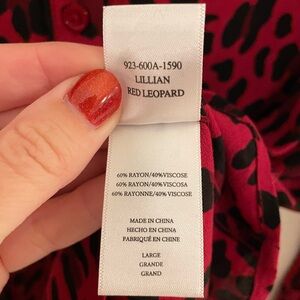 923-600A-1590
LILLIAN
RED LEOPARD
60% RAYON/40%VISCOSE
60% RAYOSA/40%VISCOSA
60% RAYONNE/40% VISCOSE
MADE IN CHINA
HECHO EN CHINA
FABRIQUÉ EN CHINE
LARGE
GRANDE
GRAND